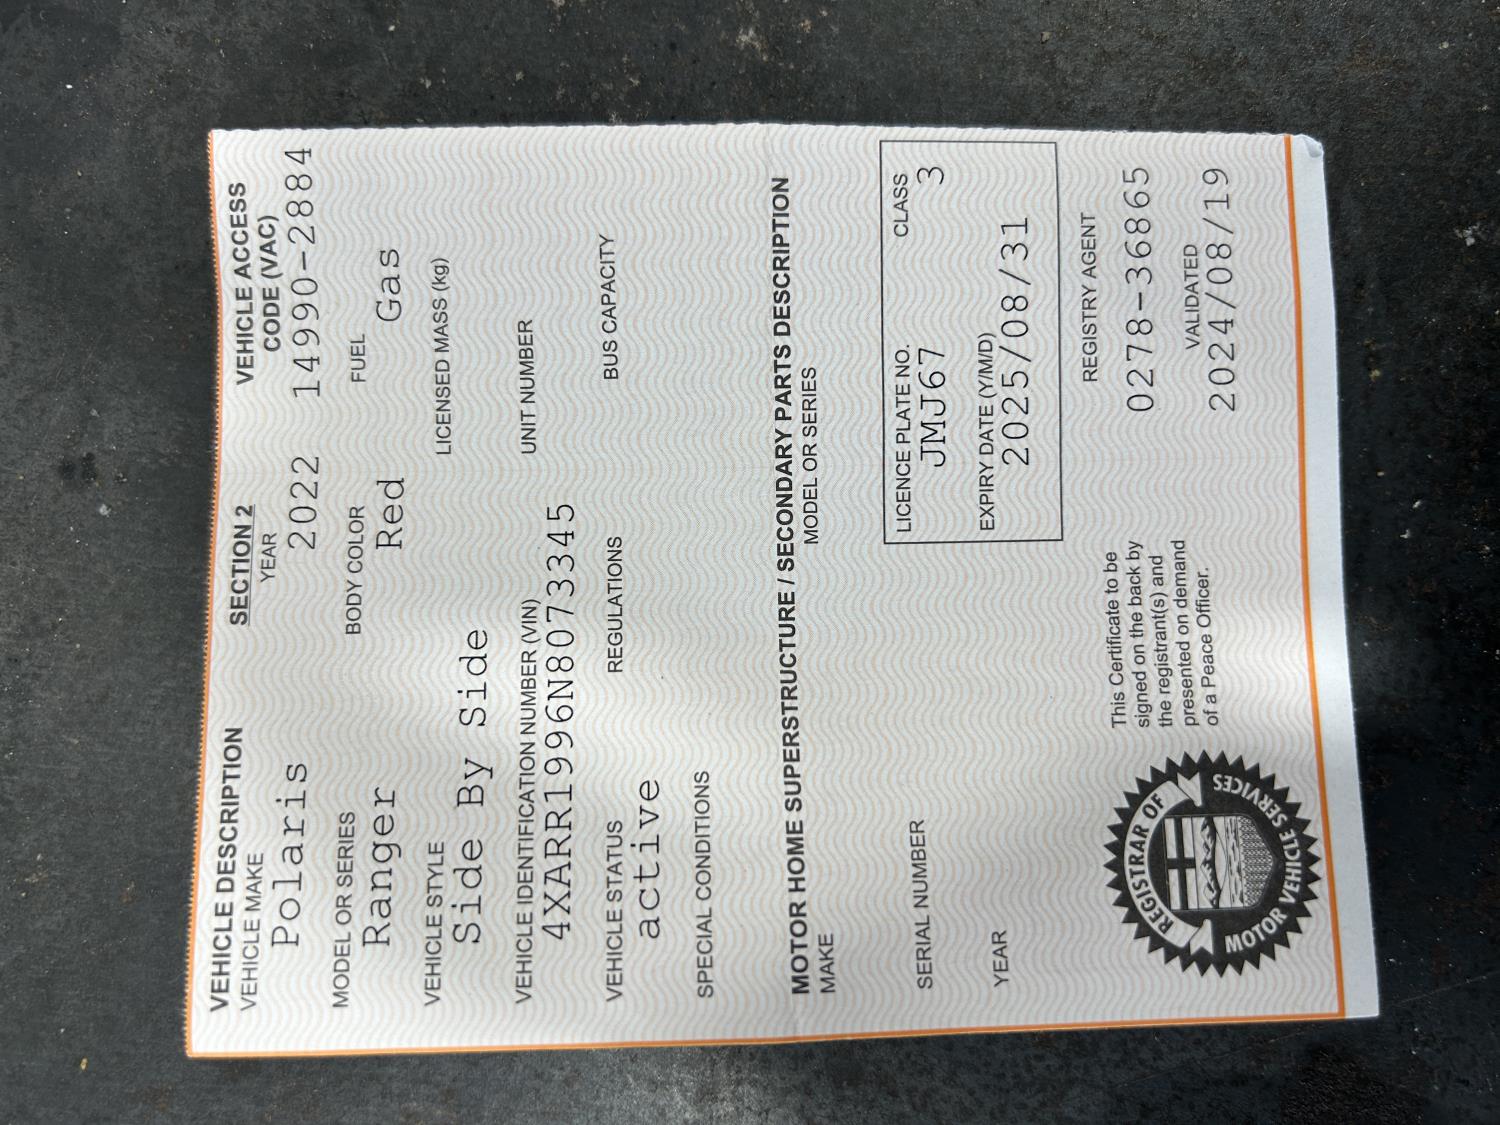 VEHICLE DESCRIPTION SECTION 2 VEHICLE ACCESS
VEHICLE MAKE YEAR CODE (VAC)
Polaris 2022 14990-2884
MODEL OR SERIES BODY COLOR FUEL
Ranger Red Gas
VEHICLE STYLE LICENSED MASS (kg)
Side By Side
VEHICLE IDENTIFICATION NUMBER (VIN) UNIT NUMBER
4XARR1996N8073345
VEHICLE STATUS REGULATIONS BUS CAPACITY
active
SPECIAL CONDITIONS
MOTOR HOME SUPERSTRUCTURE / SECONDARY PARTS DESCRIPTION
MAKE MODEL OR SERIES
SERIAL NUMBER
YEAR
LICENCE PLATE NO. CLASS
JMJ67 3
EXPIRY DATE (Y/M/D)
2025/08/31
REGISTRY AGENT
0278-36865
VALIDATED
2024/08/19
This Certificate to be
signed on the back by
the registrant(s) and
presented on demand
of a Peace Officer.
REGISTRAR OF
MOTOR VEHICLE SERVICES